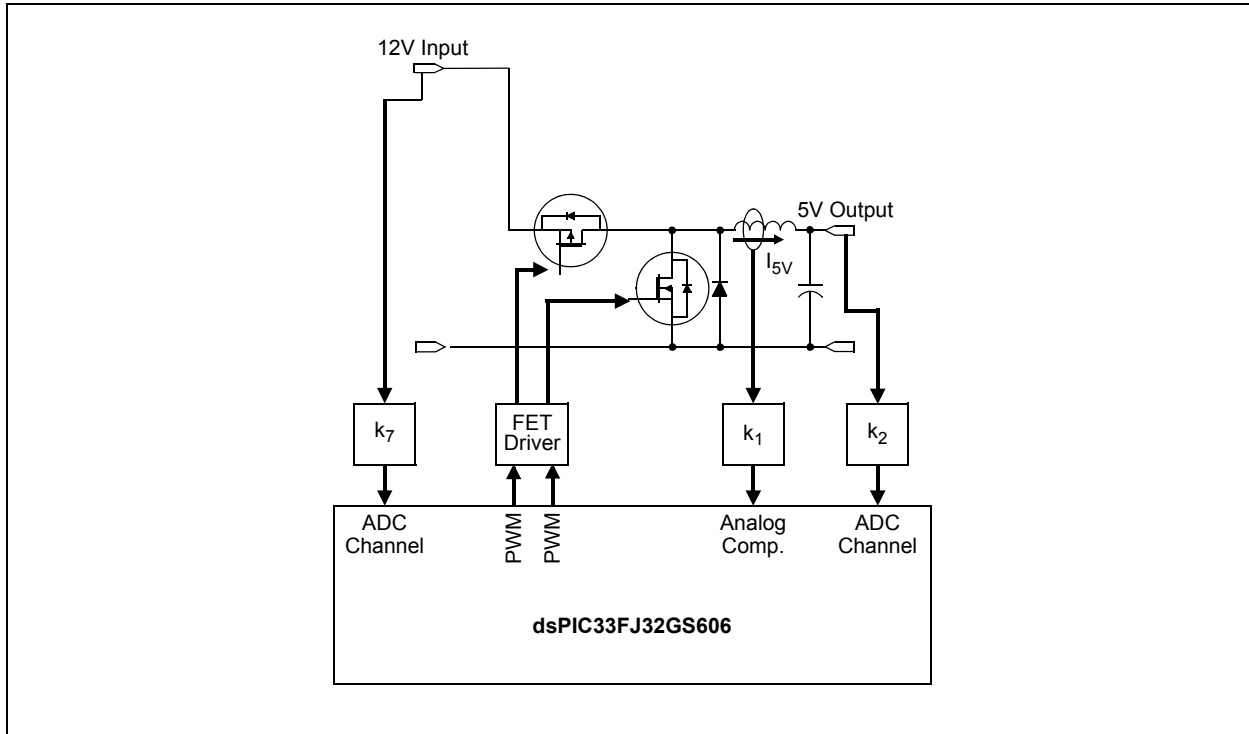 12V Input
5V Output
I5V
k7
FET
Driver
k1
k2
ADC
Channel
PWM
PWM
Analog
Comp.
ADC
Channel
dsPIC33FJ32GS606